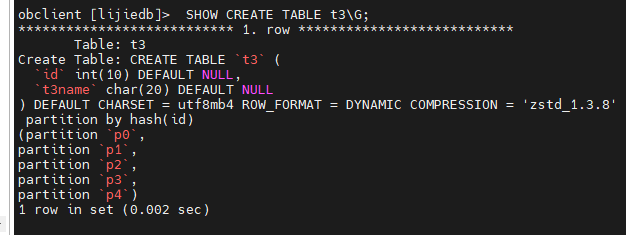 obclient [lijiedb]>  SHOW CREATE TABLE t3\G;
*************************** 1. row ***************************
       Table: t3
Create Table: CREATE TABLE `t3` (
  `id` int(10) DEFAULT NULL,
  `t3name` char(20) DEFAULT NULL
) DEFAULT CHARSET = utf8mb4 ROW_FORMAT = DYNAMIC COMPRESSION = 'zstd_1.3.8'
 partition by hash(id)
(partition `p0`,
partition `p1`,
partition `p2`,
partition `p3`,
partition `p4`)
1 row in set (0.002 sec)